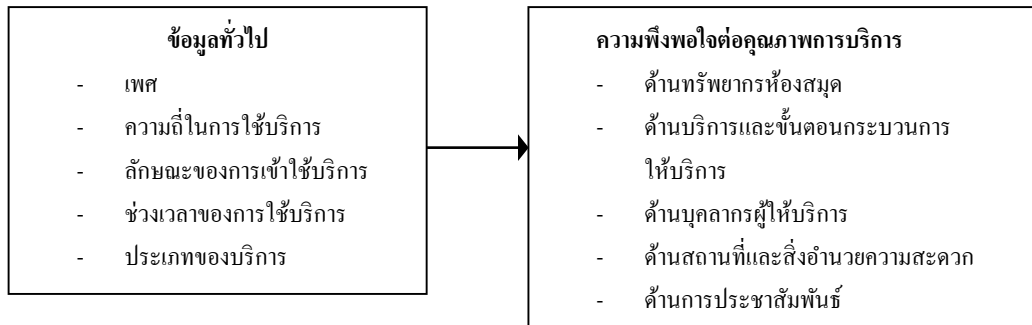 ข้อมูลทั่วไป
- เพศ
- ความถี่ในการใช้บริการ
- ลักษณะของการเข้าใช้บริการ
- ช่วงเวลาของการใช้บริการ
- ประเภทของบริการ
ความพึงพอใจต่อคุณภาพการบริการ
- ด้านทรัพยากรห้องสมุด
- ด้านบริการและขั้นตอนกระบวนการ
ให้บริการ
- ด้านบุคลากรผู้ให้บริการ
- ด้านสถานที่และสิ่งอำนวยความสะดวก
- ด้านการประชาสัมพันธ์